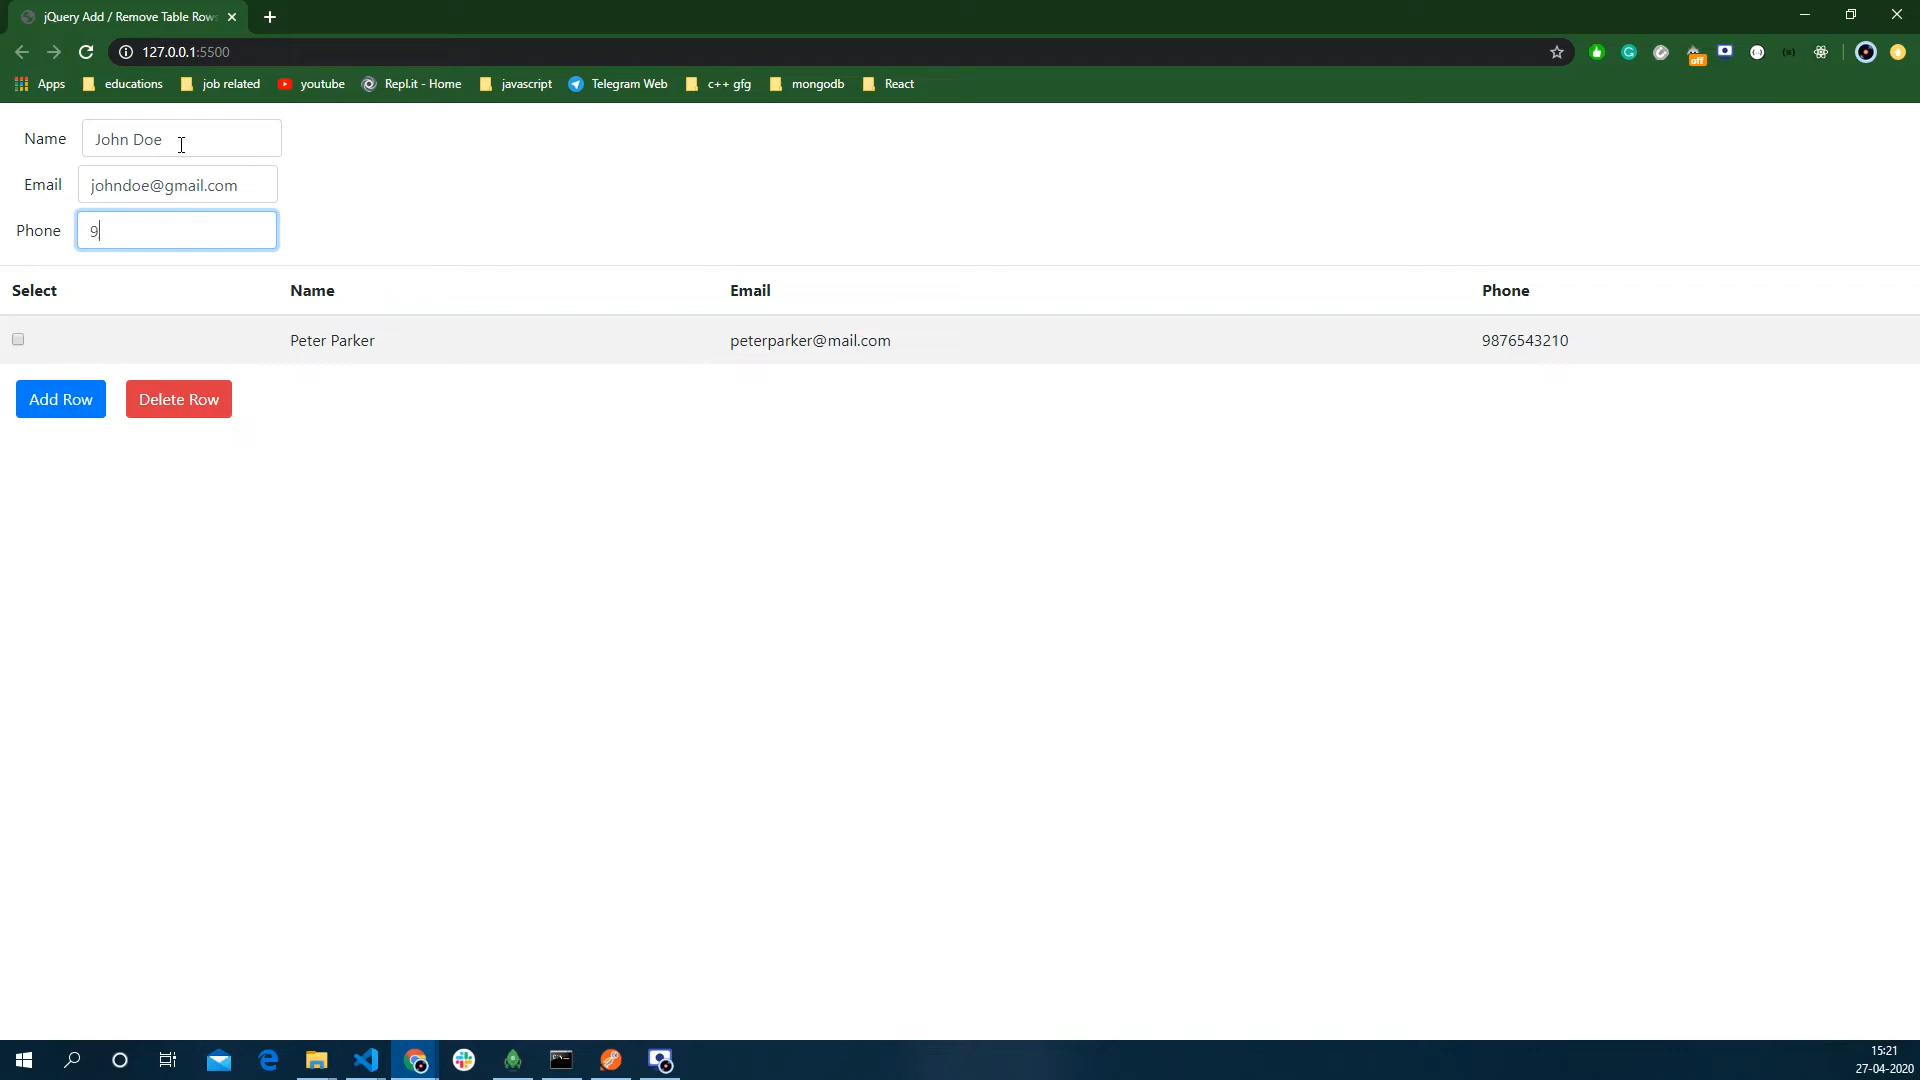 jQuery Add / Remove Table Rows
127.0.0.1:5500
Apps educations job related youtube Repl.it - Home javascript Telegram Web c++ gfg mongodb React
off
Name John Doe
Email johndoe@gmail.com
Phone 9
Select Name Email Phone
Peter Parker peterparker@mail.com 9876543210
Add Row Delete Row
15:21
27-04-2020